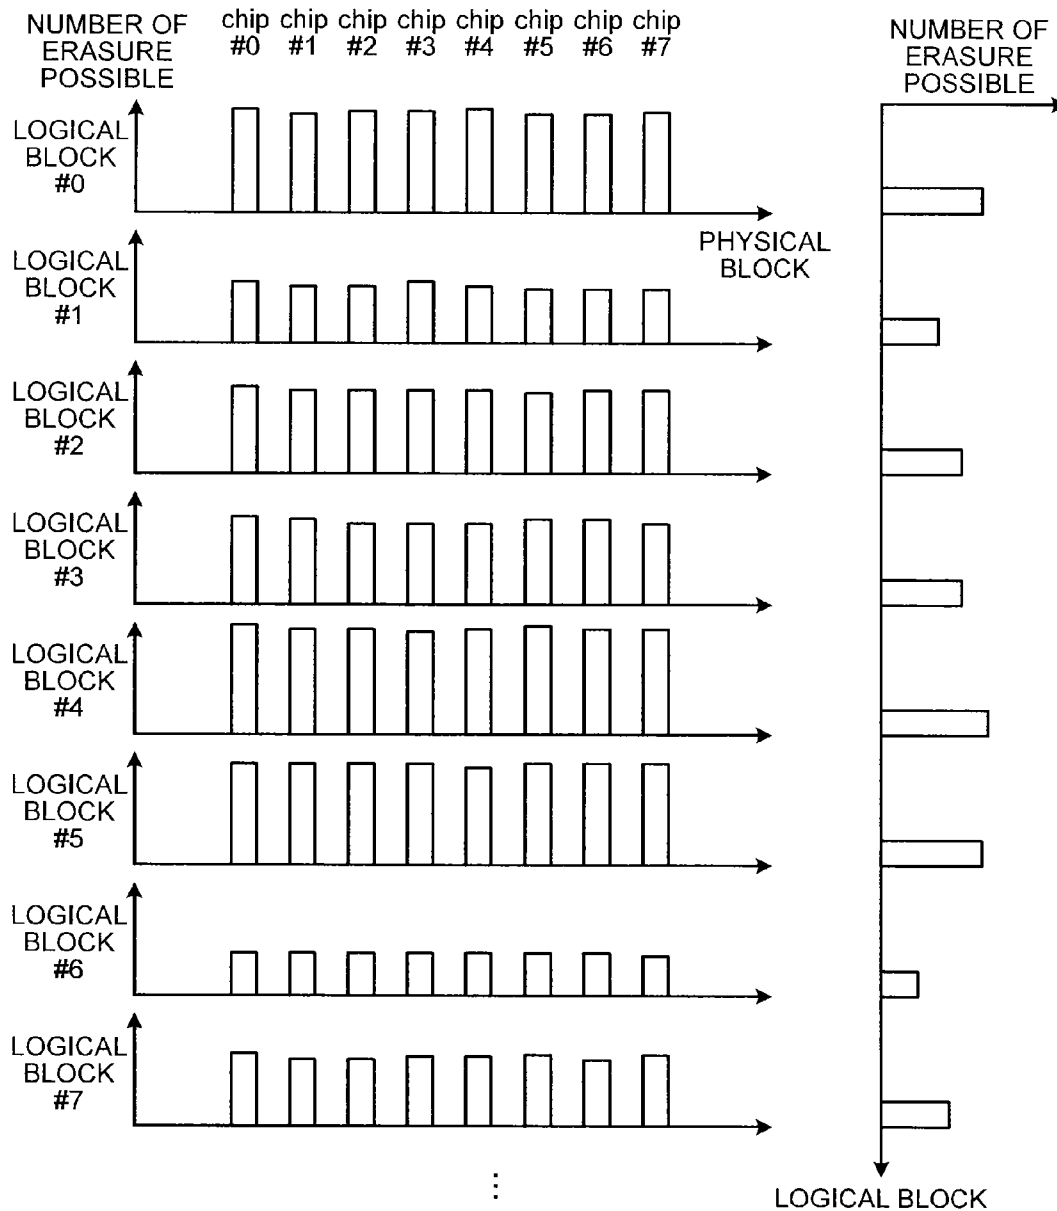 NUMBER OF
ERASURE
POSSIBLE
chip chip chip chip chip chip chip chip
#0 #1 #2 #3 #4 #5 #6 #7
NUMBER OF
ERASURE
POSSIBLE
LOGICAL
BLOCK
#0
PHYSICAL
BLOCK
LOGICAL
BLOCK
#1
LOGICAL
BLOCK
#2
LOGICAL
BLOCK
#3
LOGICAL
BLOCK
#4
LOGICAL
BLOCK
#5
LOGICAL
BLOCK
#6
LOGICAL
BLOCK
#7
⋮
LOGICAL BLOCK